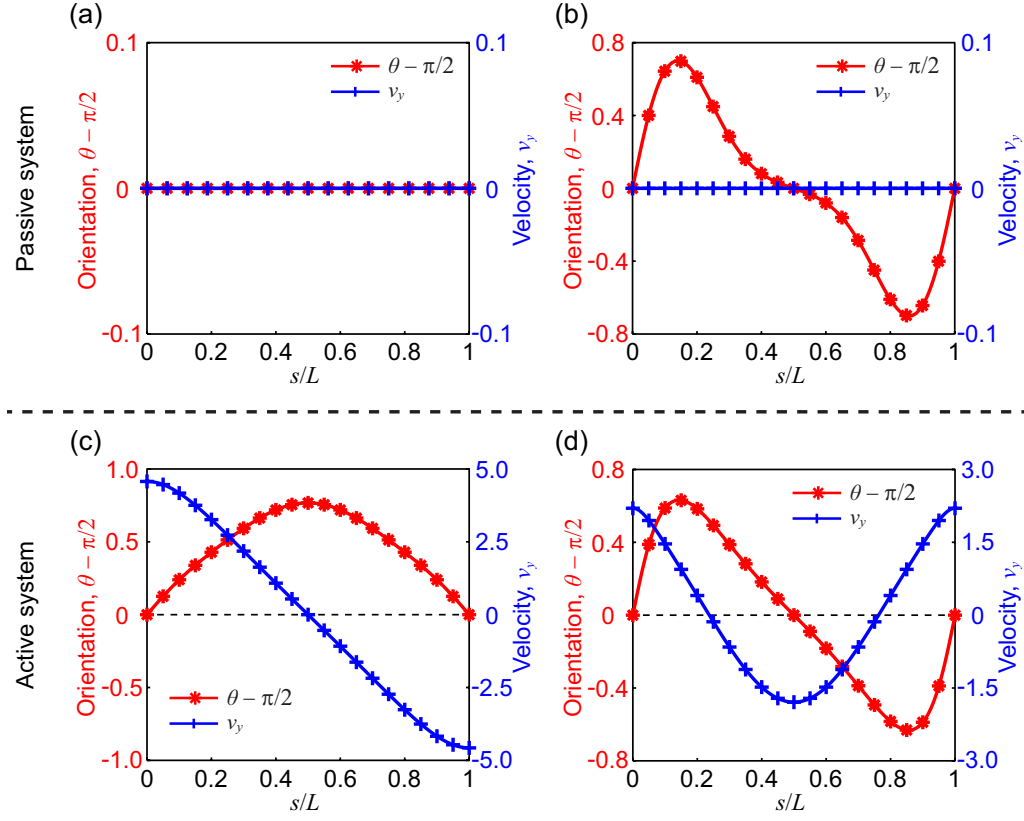 (a)
0.1
0
-0.1
Orientation, θ − π/2
θ − π/2
v_y
0.1
0
-0.1
Velocity, v_y
0 0.2 0.4 0.6 0.8 1
s/L
(b)
0.8
0.4
0
-0.4
-0.8
Orientation, θ − π/2
θ − π/2
v_y
0.1
0
-0.1
Velocity, v_y
0 0.2 0.4 0.6 0.8 1
s/L
Passive system
(c)
1.0
0.5
0
-0.5
-1.0
Orientation, θ − π/2
θ − π/2
v_y
5.0
2.5
0
-2.5
-5.0
Velocity, v_y
0 0.2 0.4 0.6 0.8 1
s/L
(d)
0.8
0.4
0
-0.4
-0.8
Orientation, θ − π/2
θ − π/2
v_y
3.0
1.5
0
-1.5
-3.0
Velocity, v_y
0 0.2 0.4 0.6 0.8 1
s/L
Active system